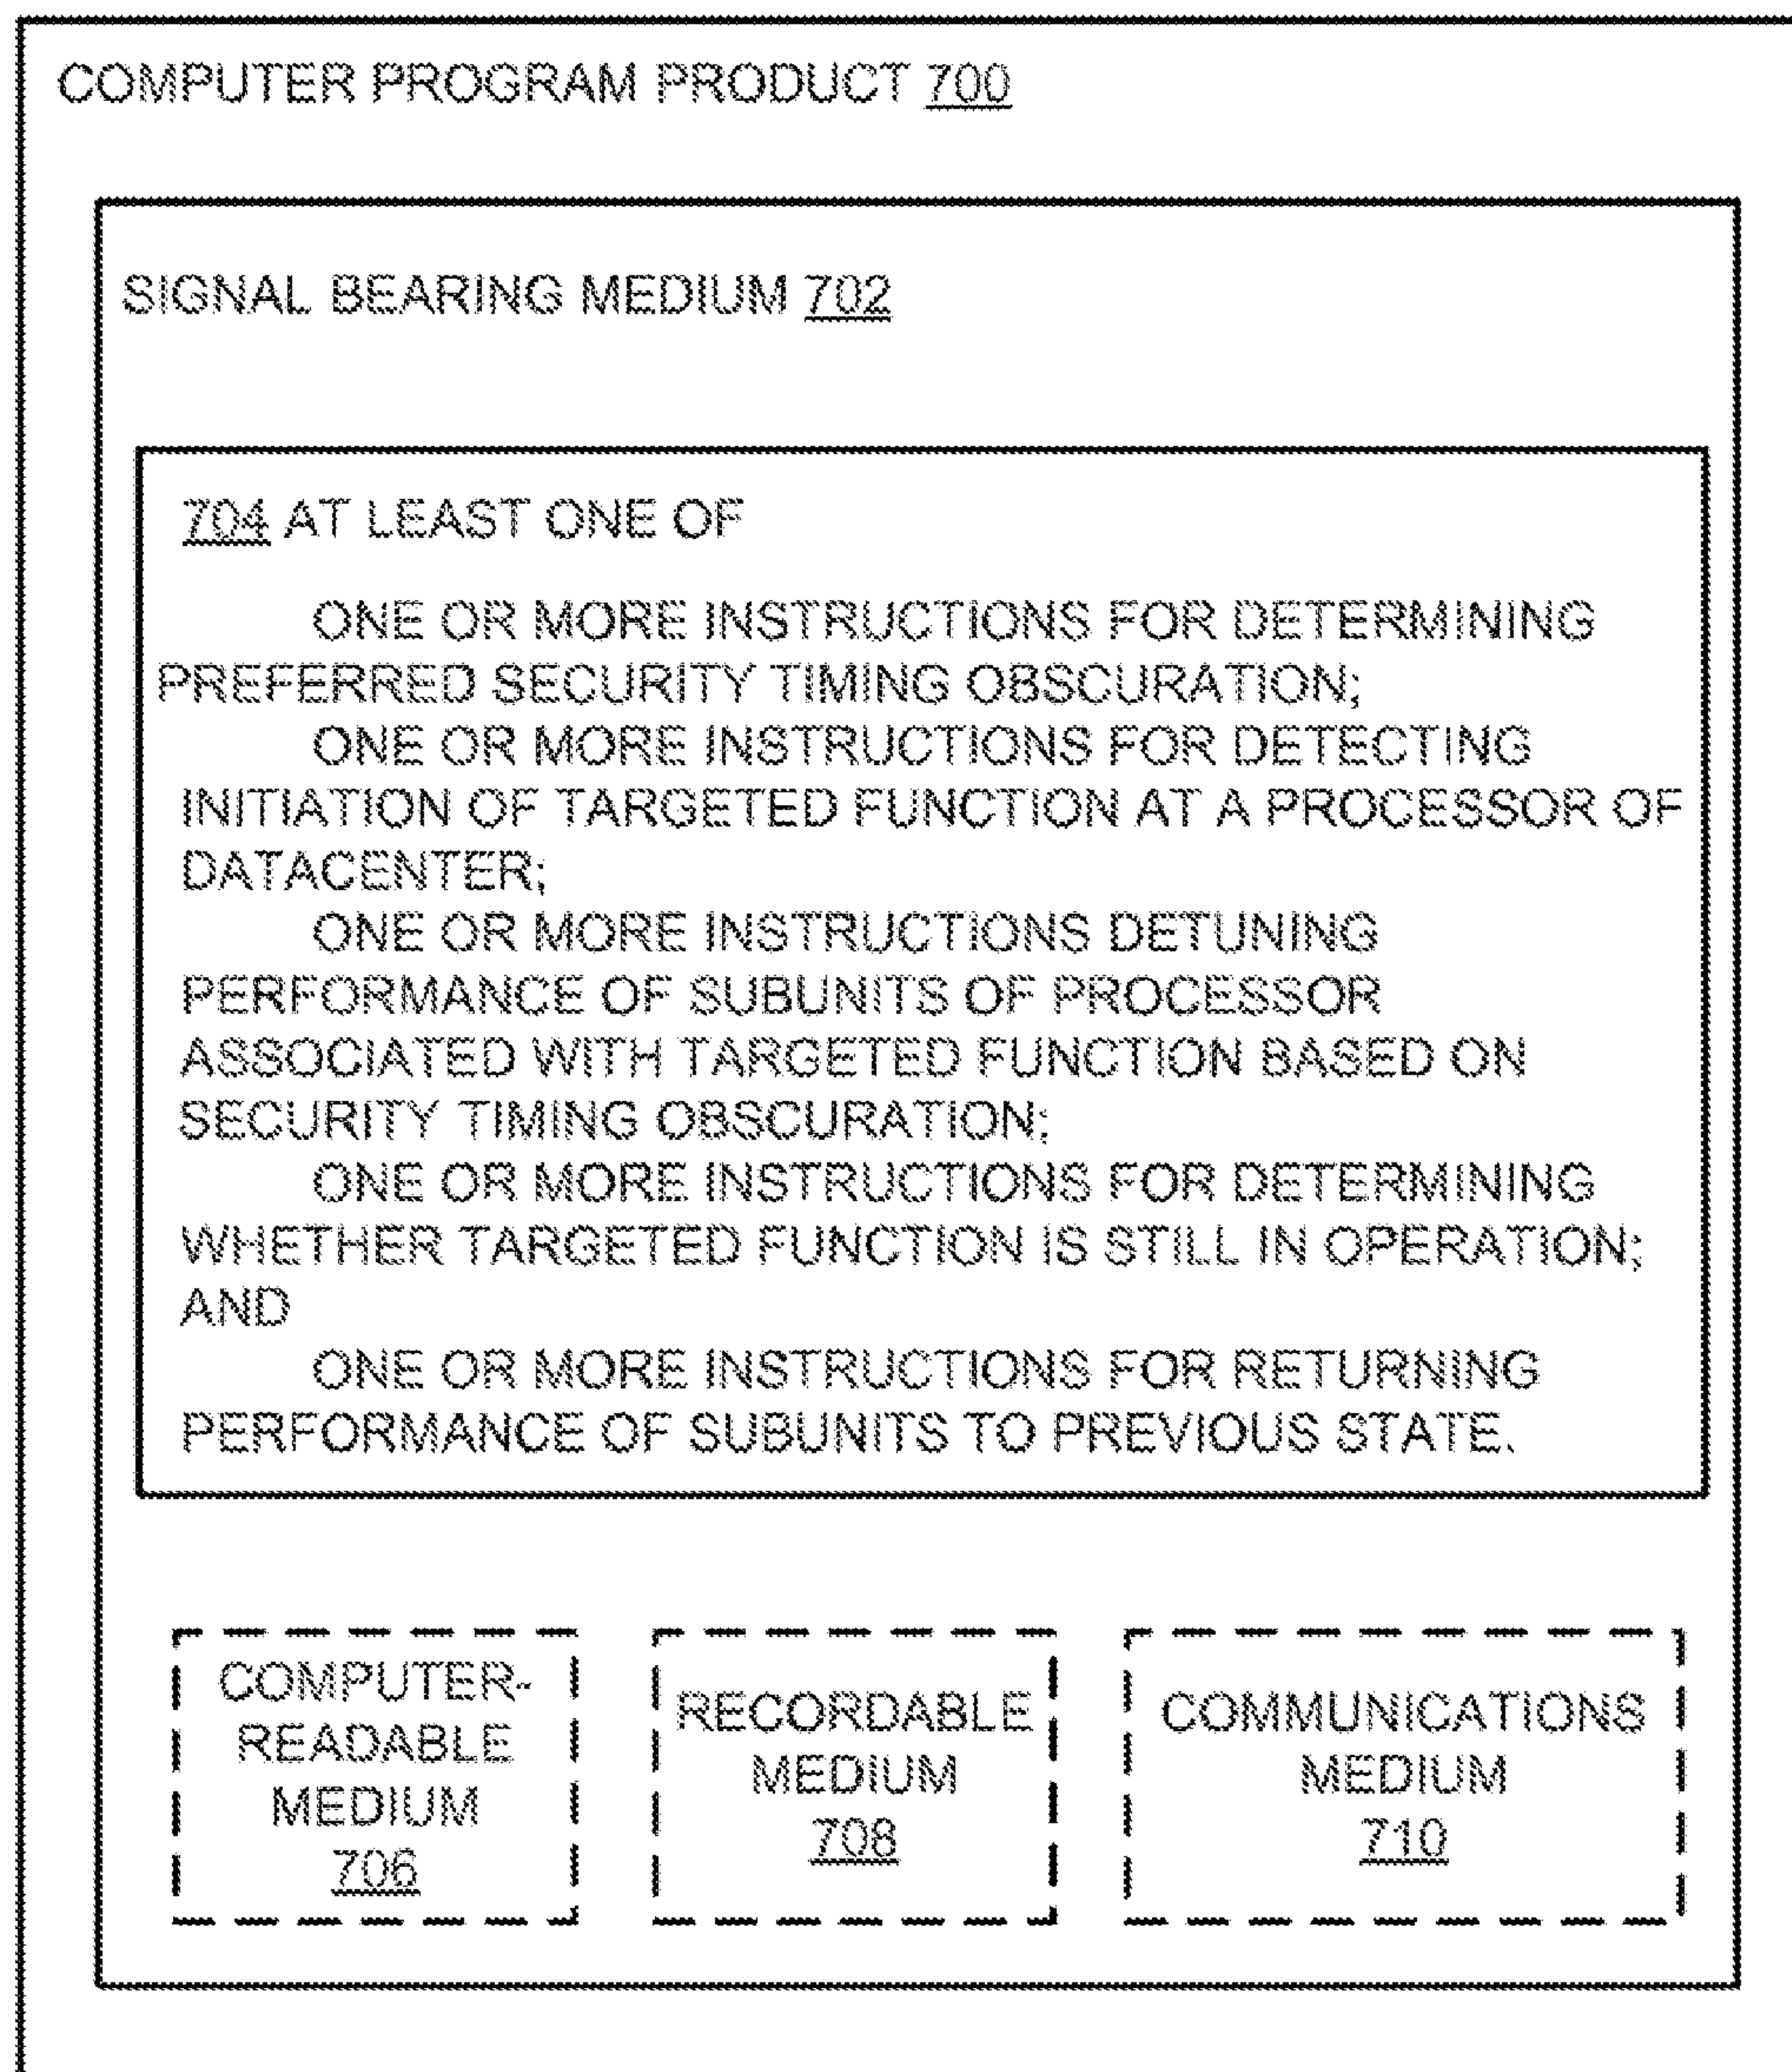 COMPUTER PROGRAM PRODUCT 700
SIGNAL BEARING MEDIUM 702
704 AT LEAST ONE OF
ONE OR MORE INSTRUCTIONS FOR DETERMINING
PREFERRED SECURITY TIMING OBSCURATION;
ONE OR MORE INSTRUCTIONS FOR DETECTING
INITIATION OF TARGETED FUNCTION AT A PROCESSOR OF
DATACENTER;
ONE OR MORE INSTRUCTIONS DETUNING
PERFORMANCE OF SUBUNITS OF PROCESSOR
ASSOCIATED WITH TARGETED FUNCTION BASED ON
SECURITY TIMING OBSCURATION;
ONE OR MORE INSTRUCTIONS FOR DETERMINING
WHETHER TARGETED FUNCTION IS STILL IN OPERATION;
AND
ONE OR MORE INSTRUCTIONS FOR RETURNING
PERFORMANCE OF SUBUNITS TO PREVIOUS STATE.
COMPUTER-
READABLE
MEDIUM
706
RECORDABLE
MEDIUM
708
COMMUNICATIONS
MEDIUM
710